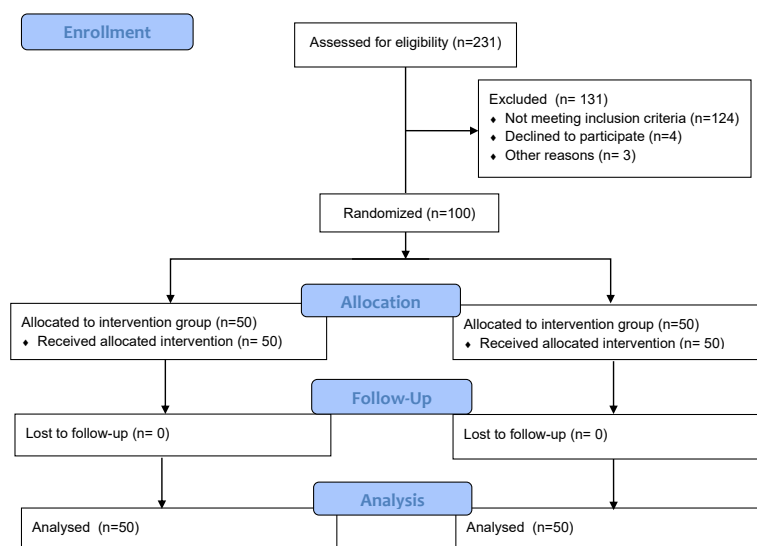 Enrollment
Assessed for eligibility (n=231)
Excluded (n= 131)
♦ Not meeting inclusion criteria (n=124)
♦ Declined to participate (n=4)
♦ Other reasons (n= 3)
Randomized (n=100)
Allocation
Allocated to intervention group (n=50)
♦ Received allocated intervention (n= 50)
Allocated to intervention group (n=50)
♦ Received allocated intervention (n= 50)
Follow-Up
Lost to follow-up (n= 0)
Lost to follow-up (n= 0)
Analysis
Analysed (n=50)
Analysed (n=50)